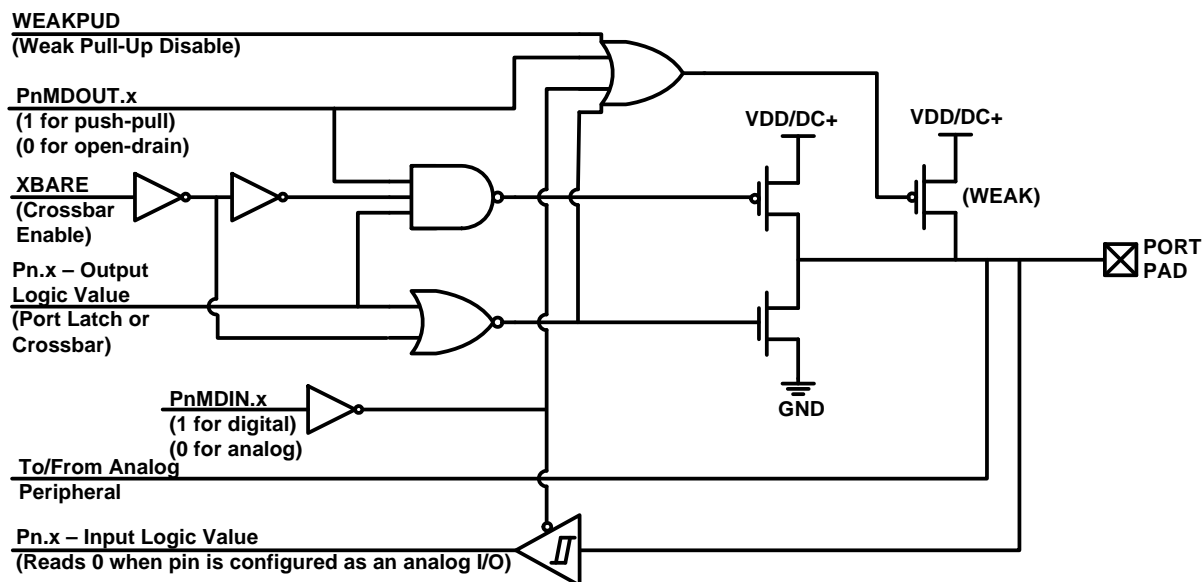 WEAKPUD
(Weak Pull-Up Disable)
PnMDOUT.x
(1 for push-pull)
(0 for open-drain)
XBARE
(Crossbar
Enable)
Pn.x – Output
Logic Value
(Port Latch or
Crossbar)
PnMDIN.x
(1 for digital)
(0 for analog)
To/From Analog
Peripheral
Pn.x – Input Logic Value
(Reads 0 when pin is configured as an analog I/O)
VDD/DC+
VDD/DC+
(WEAK)
GND
PORT
PAD